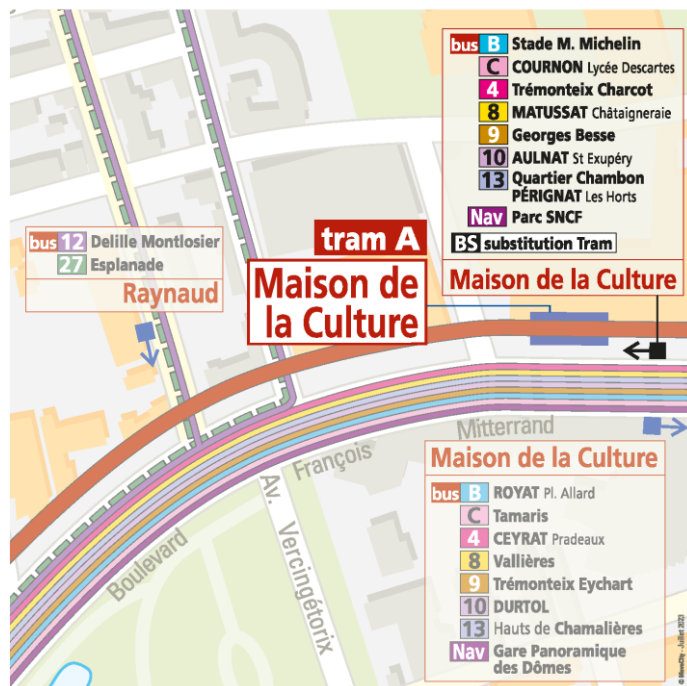 bus B Stade M. Michelin
C COURNON Lycée Descartes
4 Trémonteix Charcot
8 MATUSSAT Châtaigneraie
9 Georges Besse
10 AULNAT St Exupéry
13 Quartier Chambon
PÉRIGNAT Les Horts
Nav Parc SNCF
BS substitution Tram
Maison de la Culture
bus 12 Delille Montlosier
27 Esplanade
Raynaud
tram A
Maison de
la Culture
Boulevard
François
Mitterrand
Av. Vercingétorix
Maison de la Culture
bus B ROYAT Pl. Allard
C Tamaris
4 CEYRAT Pradeaux
8 Vallières
9 Trémonteix Eychart
10 DURTOL
13 Hauts de Chamalières
Nav Gare Panoramique
des Dômes
© MoveCity - Juillet 2023